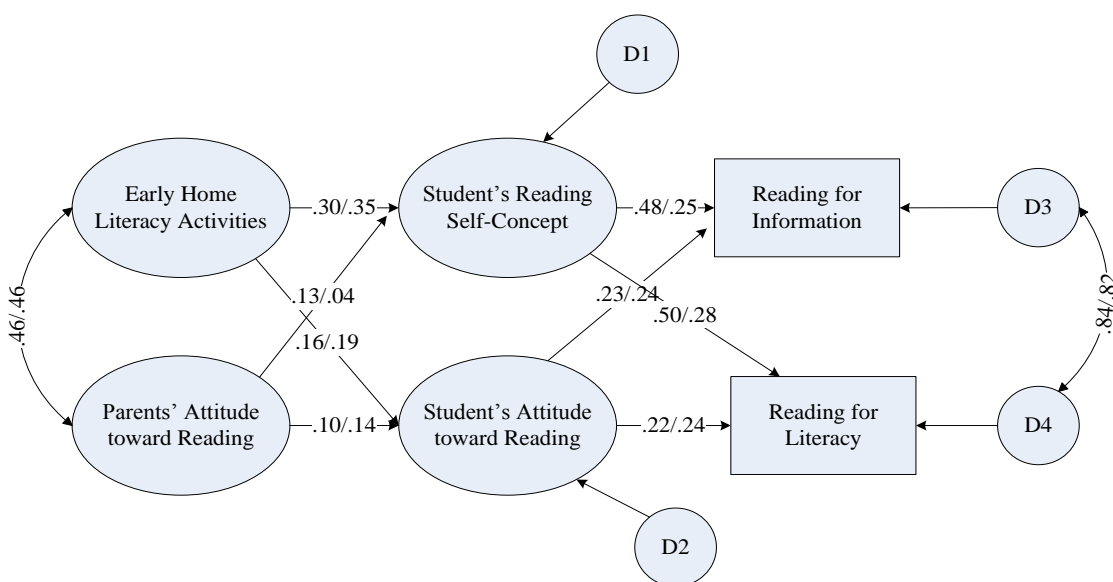 D1
Early Home
Literacy Activities
.30/.35
Student's Reading
Self-Concept
.48/.25
Reading for
Information
D3
.46/.46
.13/.04
.16/.19
.23/.24
.50/.28
.84/.82
Parents' Attitude
toward Reading
.10/.14
Student's Attitude
toward Reading
.22/.24
Reading for
Literacy
D4
D2